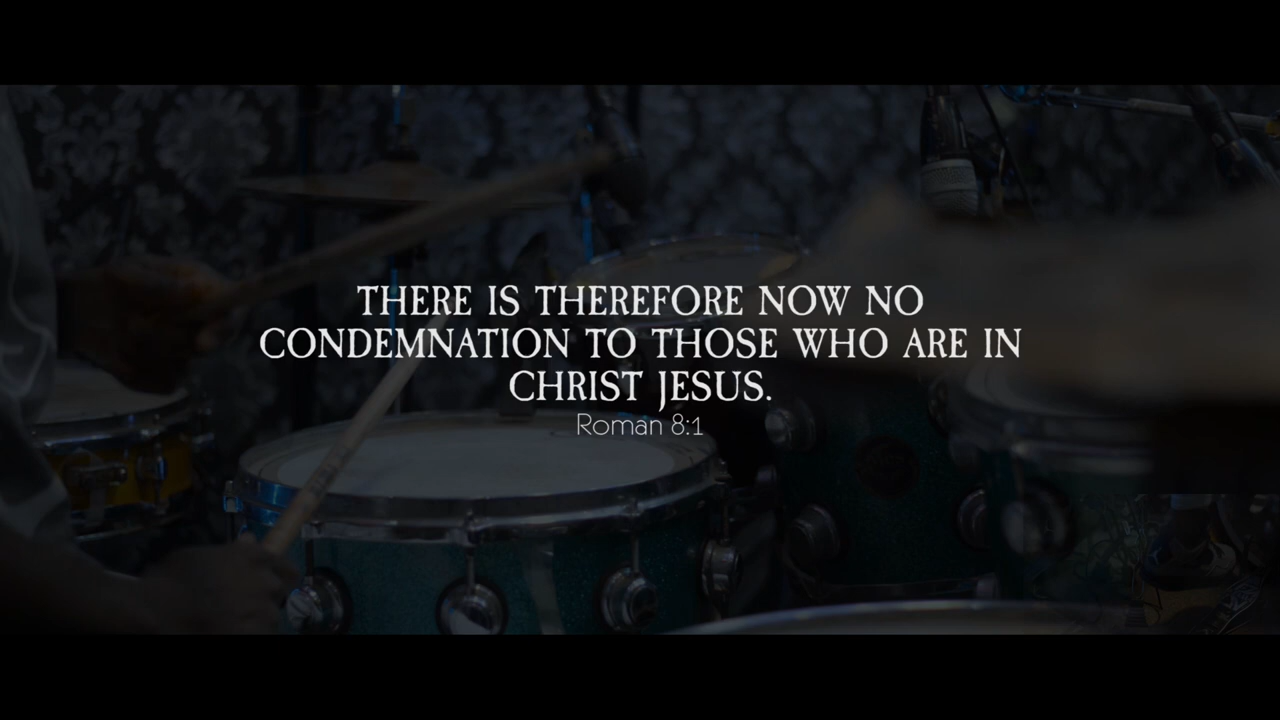 THERE IS THEREFORE NOW NO
CONDEMNATION TO THOSE WHO ARE IN
CHRIST JESUS.
Roman 8:1